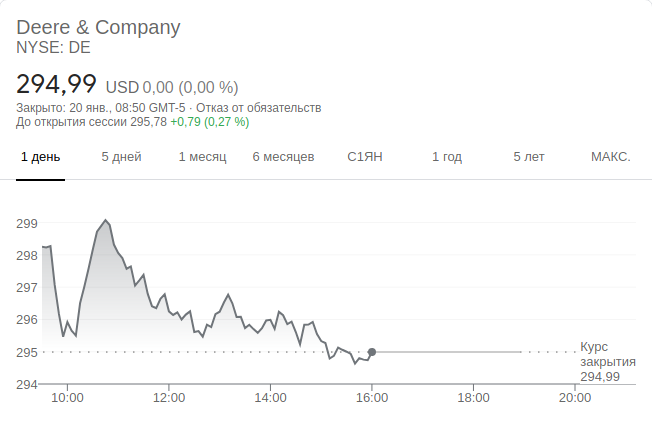 Deere & Company
NYSE: DE
294,99 USD 0,00 (0,00 %)
Закрыто: 20 янв., 08:50 GMT-5 · Отказ от обязательств
До открытия сессии 295,78 +0,79 (0,27 %)
1 день 5 дней 1 месяц 6 месяцев С1ЯН 1 год 5 лет МАКС.
299
298
297
296
295
294
Курс
закрытия
294,99
10:00 12:00 14:00 16:00 18:00 20:00